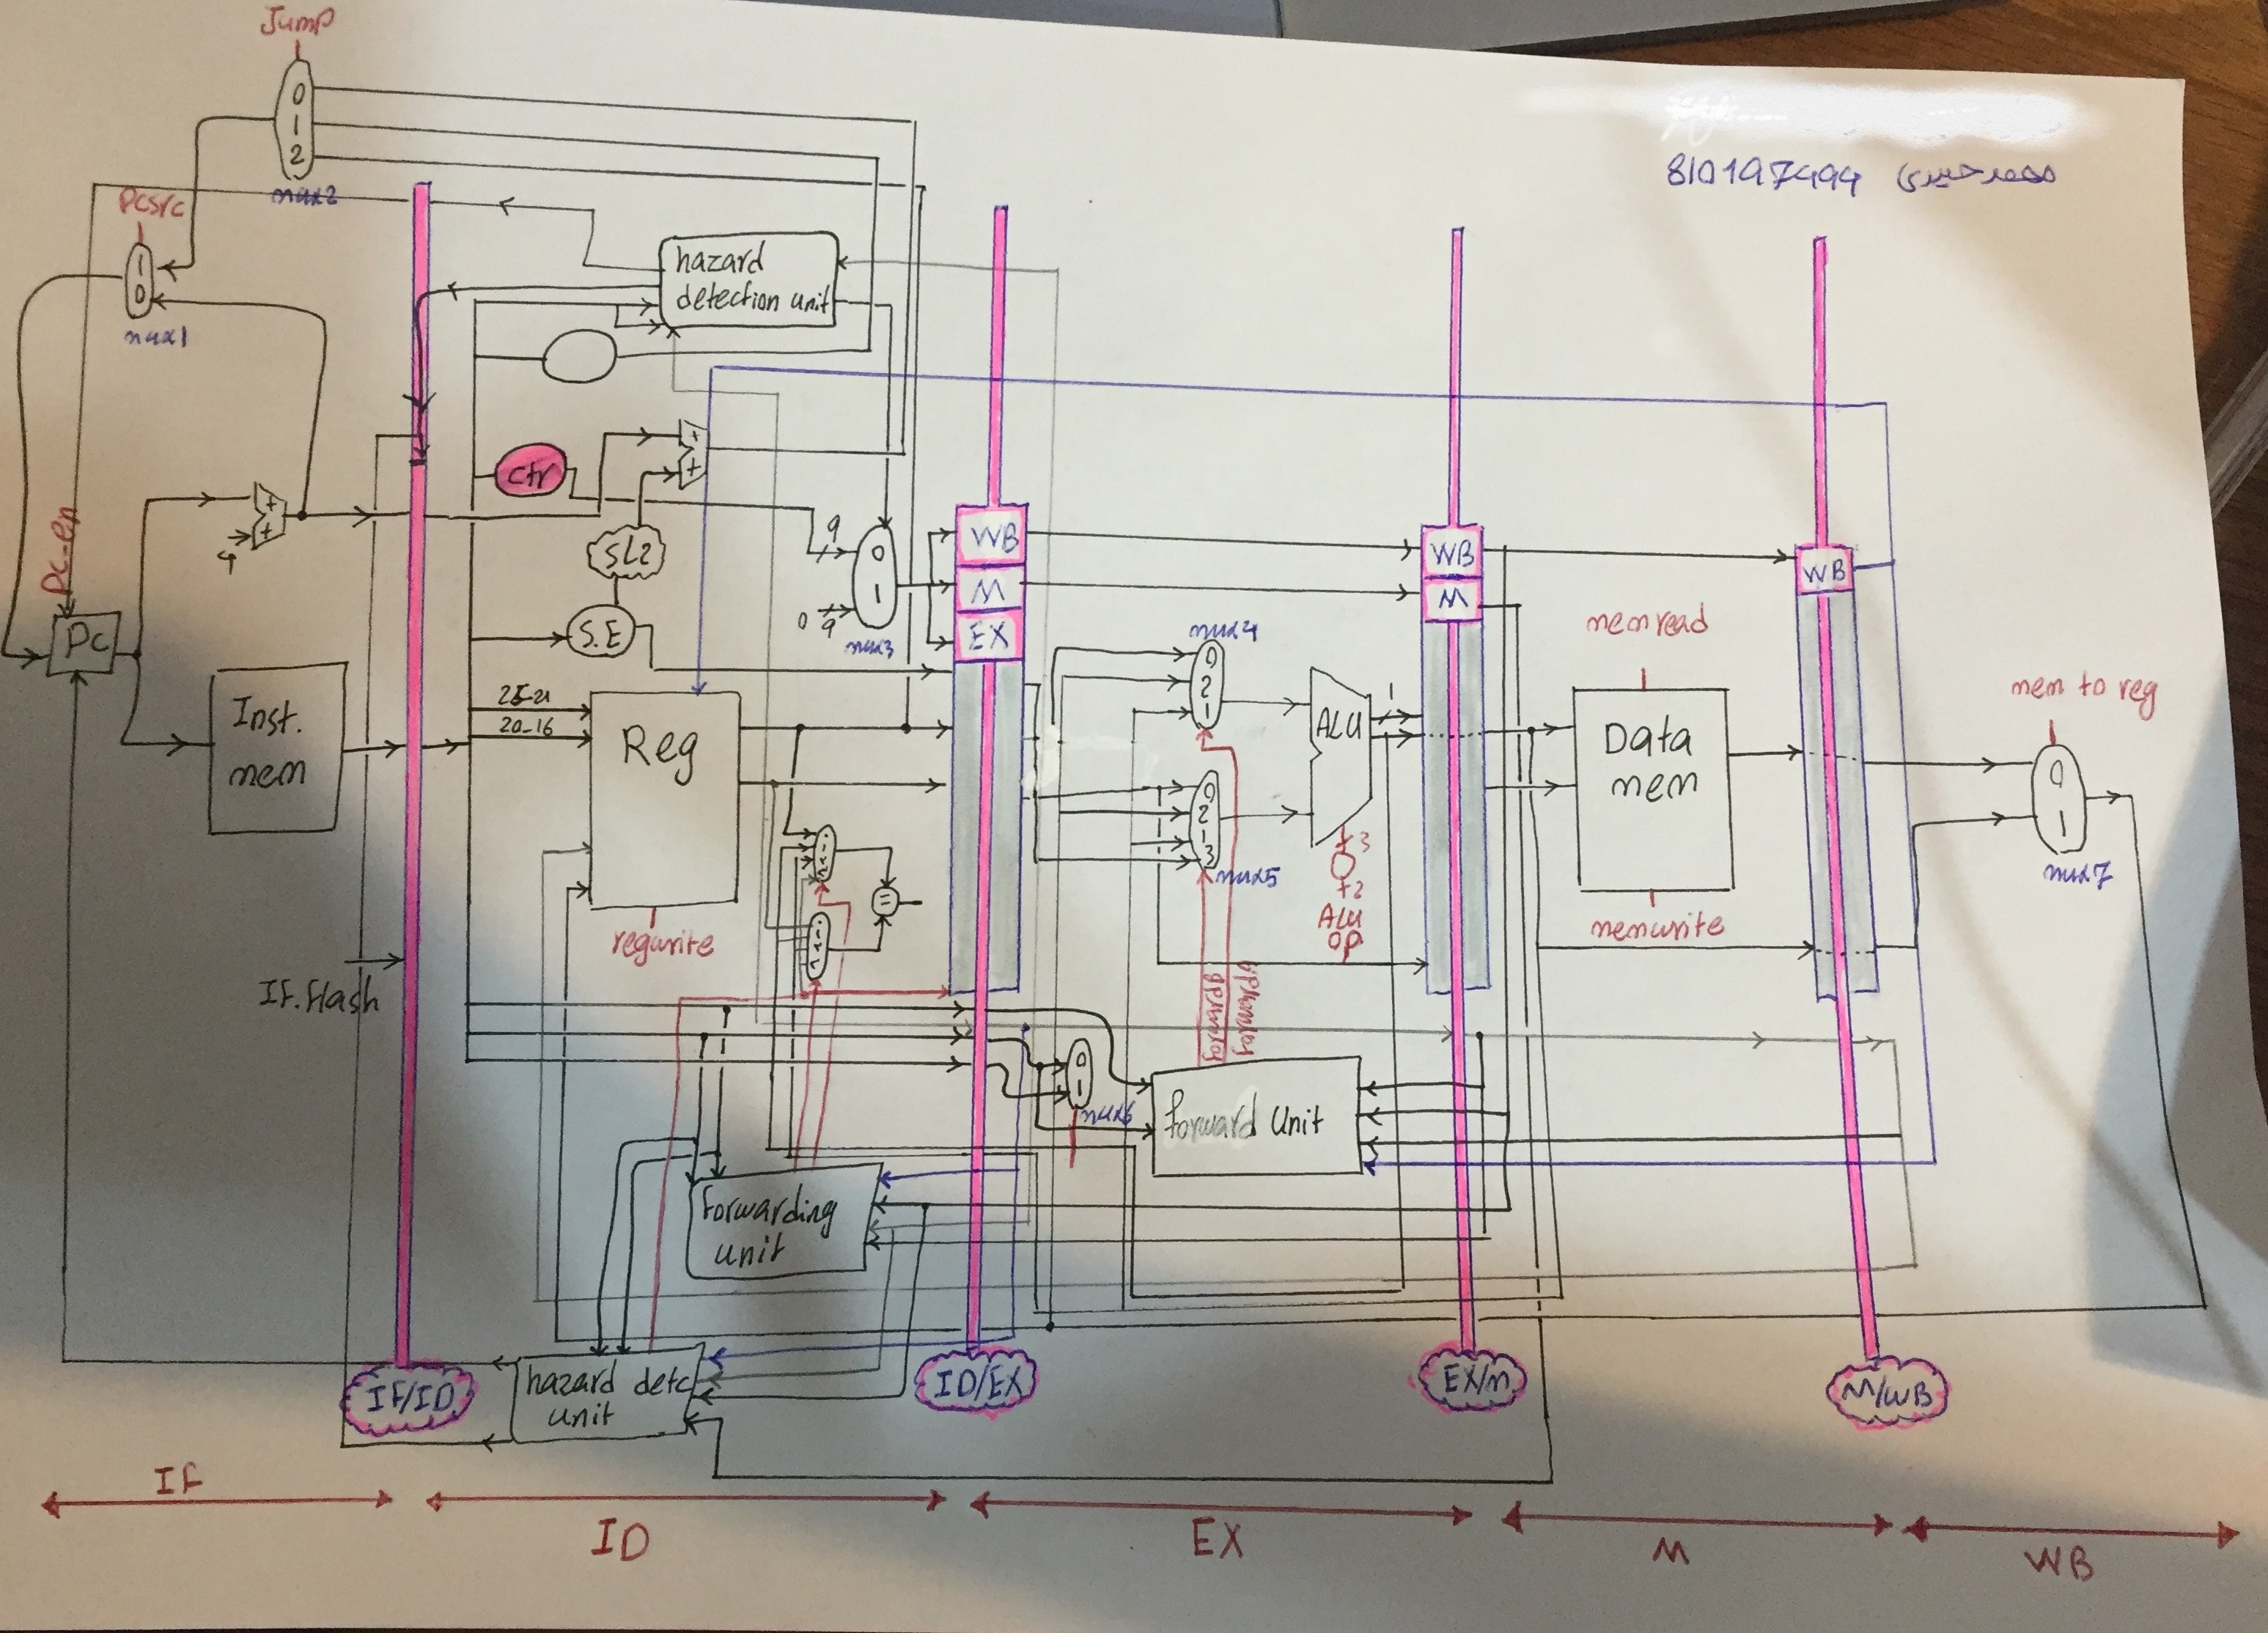 Jump
0
1
2
mux2
810197494 محمد حیدری
Pcsrc
1
0
mux1
hazard
detection unit
Pc-en
4
+
+
ctr
+
+
SL2
S.E
9
0
9
0
1
mux3
WB
M
EX
WB
M
WB
Pc
Inst.
mem
25-21
20-16
Reg
regwrite
mux4
0
2
1
0
2
1
3
mux5
ALU
1
3
2
ALU
op
mem read
Data
mem
memwrite
mem to reg
0
1
mux7
=
If.flash
0
1
mux6
forward Unit
forwarding
unit
hazard detc
unit
IF/ID
ID/EX
EX/M
M/WB
IF
ID
EX
M
WB